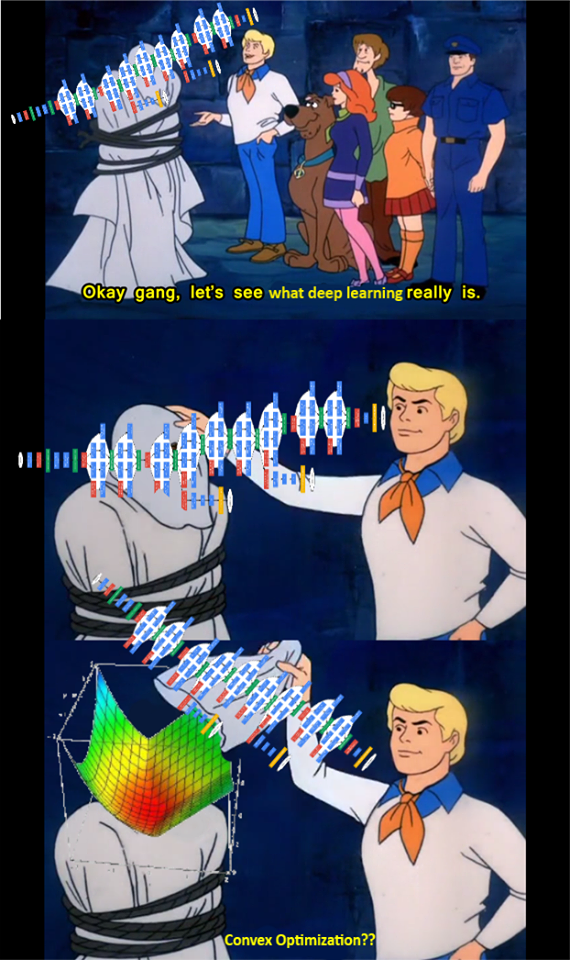 Okay gang, let's see what deep learning really is.
Convex Optimization??